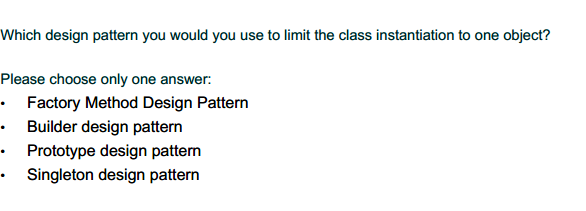 Which design pattern you would you use to limit the class instantiation to one object?
Please choose only one answer:
• Factory Method Design Pattern
• Builder design pattern
• Prototype design pattern
• Singleton design pattern